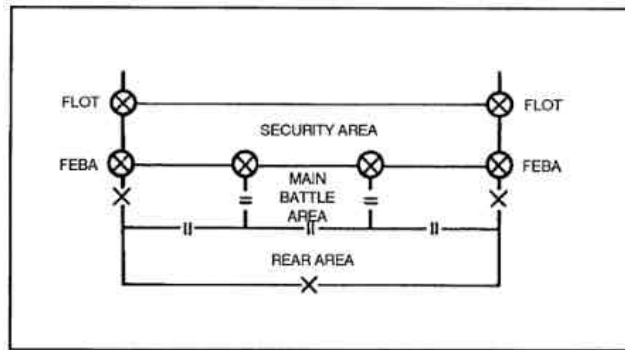 FLOT FLOT
SECURITY AREA
FEBA FEBA
MAIN
BATTLE
AREA
REAR AREA